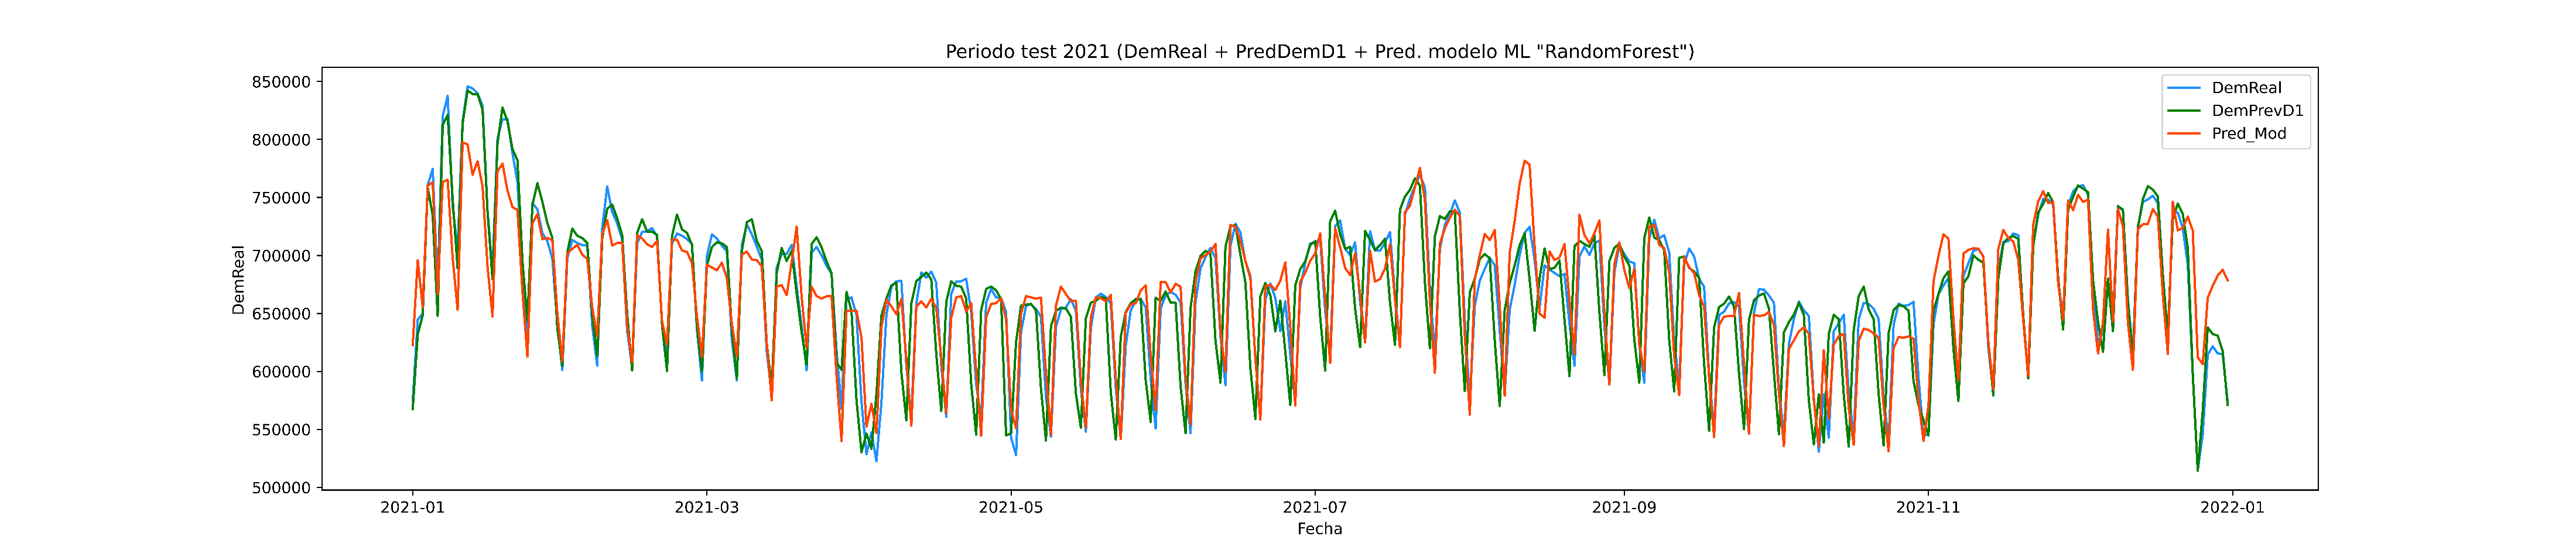 Periodo test 2021 (DemReal + PredDemD1 + Pred. modelo ML "RandomForest")
DemReal
DemPrevD1
Pred_Mod
850000
800000
750000
700000
650000
600000
550000
500000
DemReal
2021-01 2021-03 2021-05 2021-07 2021-09 2021-11 2022-01
Fecha